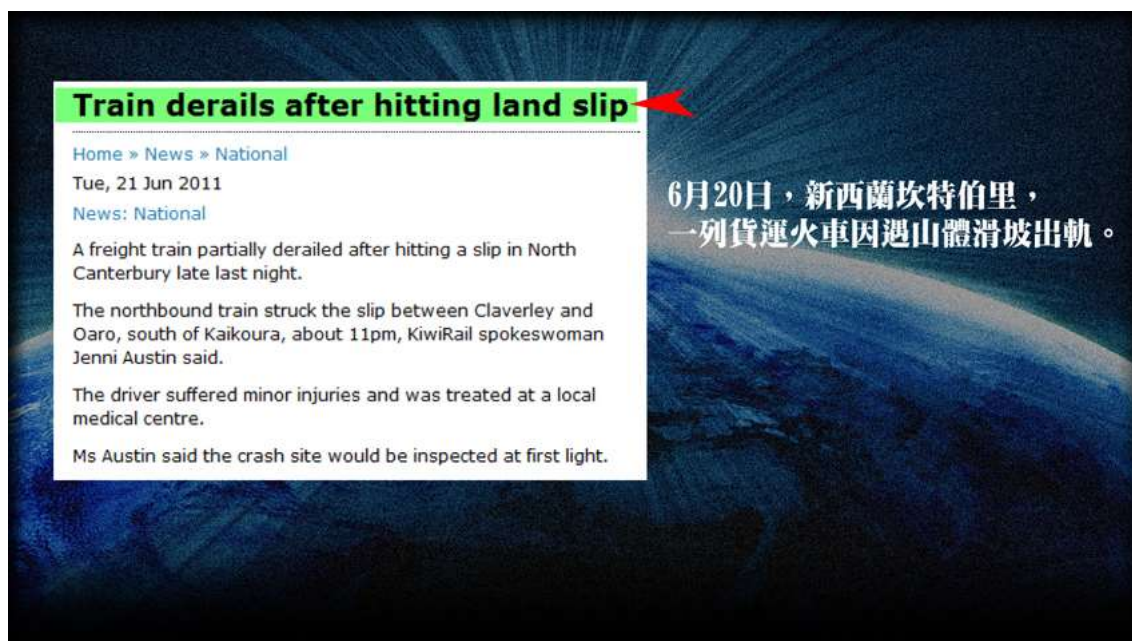 Train derails after hitting land slip
Home » News » National
Tue, 21 Jun 2011
News: National
A freight train partially derailed after hitting a slip in North
Canterbury late last night.
The northbound train struck the slip between Claverley and
Oaro, south of Kaikoura, about 11pm, KiwiRail spokeswoman
Jenni Austin said.
The driver suffered minor injuries and was treated at a local
medical centre.
Ms Austin said the crash site would be inspected at first light.
6月20日，新西蘭坎特伯里，
一列貨運火車因遇山體滑坡出軌。